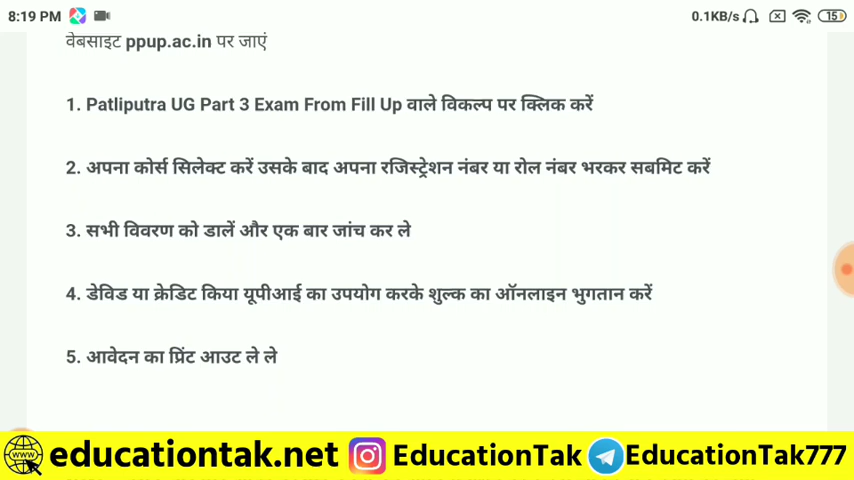 8:19 PM 0.1KB/s 15
वेबसाइट ppup.ac.in पर जाएं
1. Patliputra UG Part 3 Exam From Fill Up वाले विकल्प पर क्लिक करें
2. अपना कोर्स सिलेक्ट करें उसके बाद अपना रजिस्ट्रेशन नंबर या रोल नंबर भरकर सबमिट करें
3. सभी विवरण को डालें और एक बार जांच कर ले
4. डेविड या क्रेडिट किया यूपीआई का उपयोग करके शुल्क का ऑनलाइन भुगतान करें
5. आवेदन का प्रिंट आउट ले ले
www educationtak.net EducationTak EducationTak777